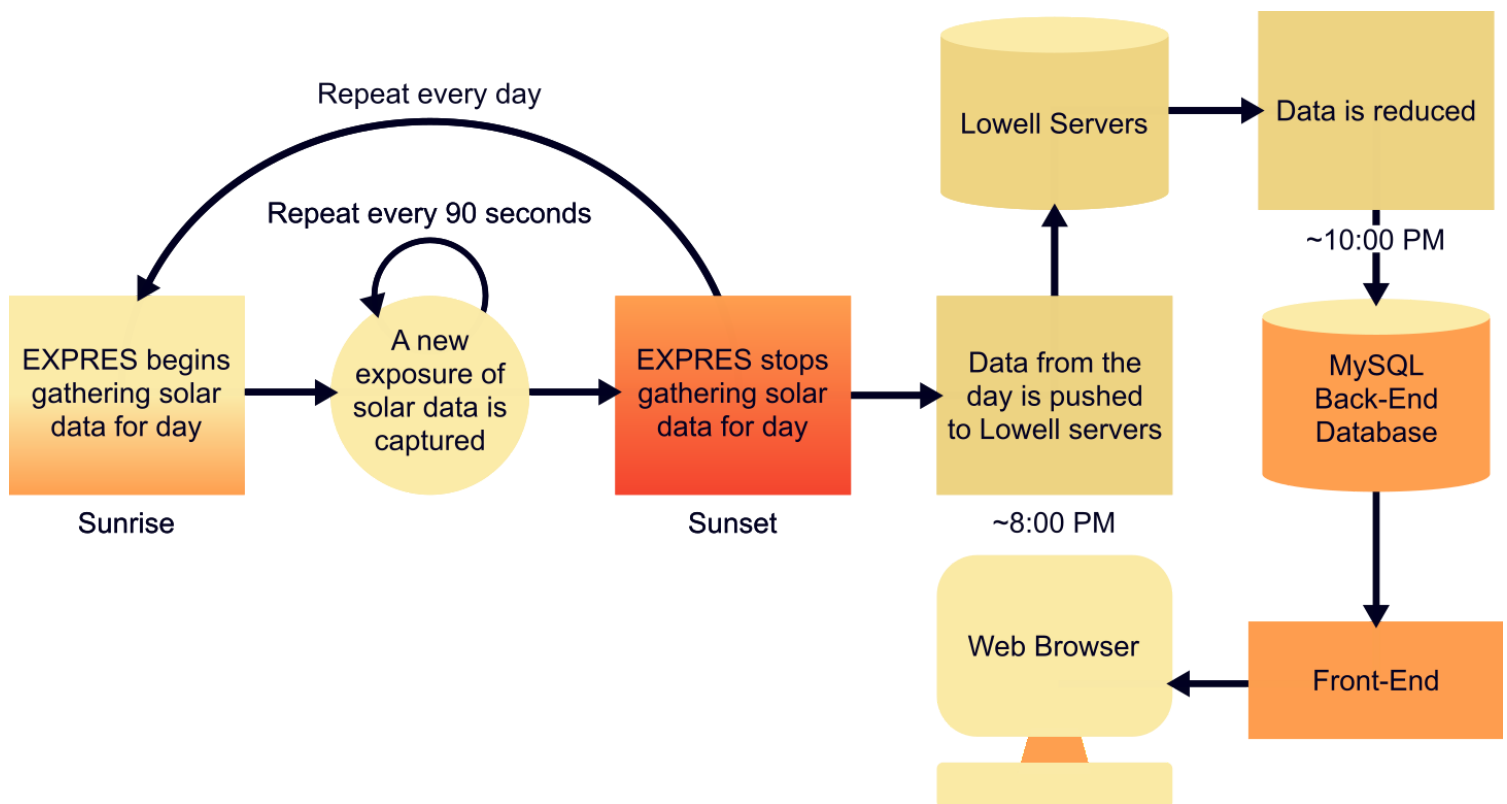 Repeat every day
Repeat every 90 seconds
EXPRES begins
gathering solar
data for day
Sunrise
A new
exposure of
solar data is
captured
EXPRES stops
gathering solar
data for day
Sunset
Data from the
day is pushed
to Lowell servers
~8:00 PM
Lowell Servers
Data is reduced
~10:00 PM
MySQL
Back-End
Database
Front-End
Web Browser